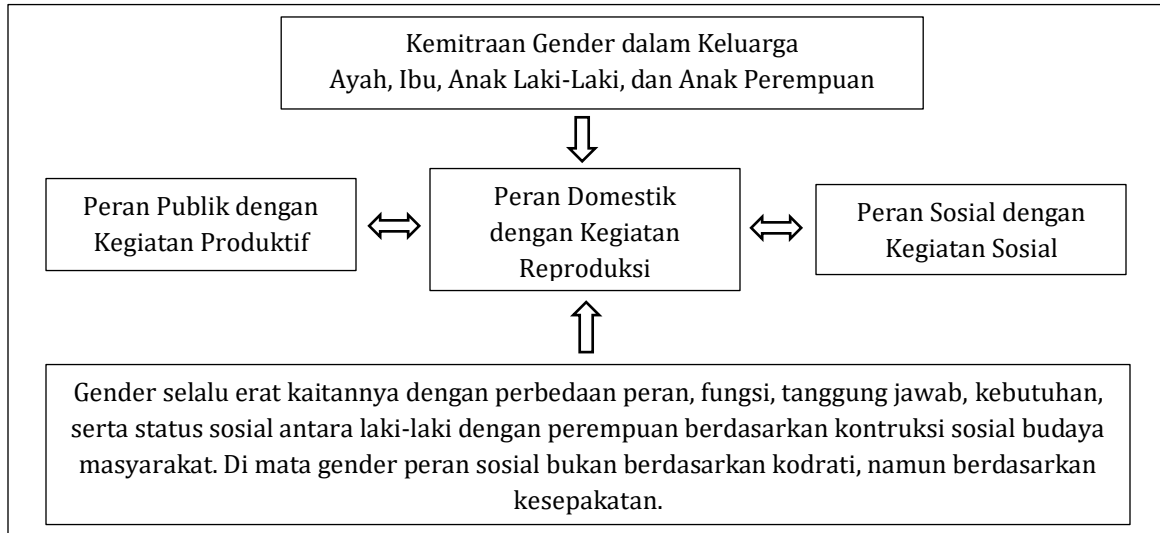 Kemitraan Gender dalam Keluarga
Ayah, Ibu, Anak Laki-Laki, dan Anak Perempuan
Peran Publik dengan
Kegiatan Produktif
Peran Domestik
dengan Kegiatan
Reproduksi
Peran Sosial dengan
Kegiatan Sosial
Gender selalu erat kaitannya dengan perbedaan peran, fungsi, tanggung jawab, kebutuhan,
serta status sosial antara laki-laki dengan perempuan berdasarkan kontruksi sosial budaya
masyarakat. Di mata gender peran sosial bukan berdasarkan kodrati, namun berdasarkan
kesepakatan.